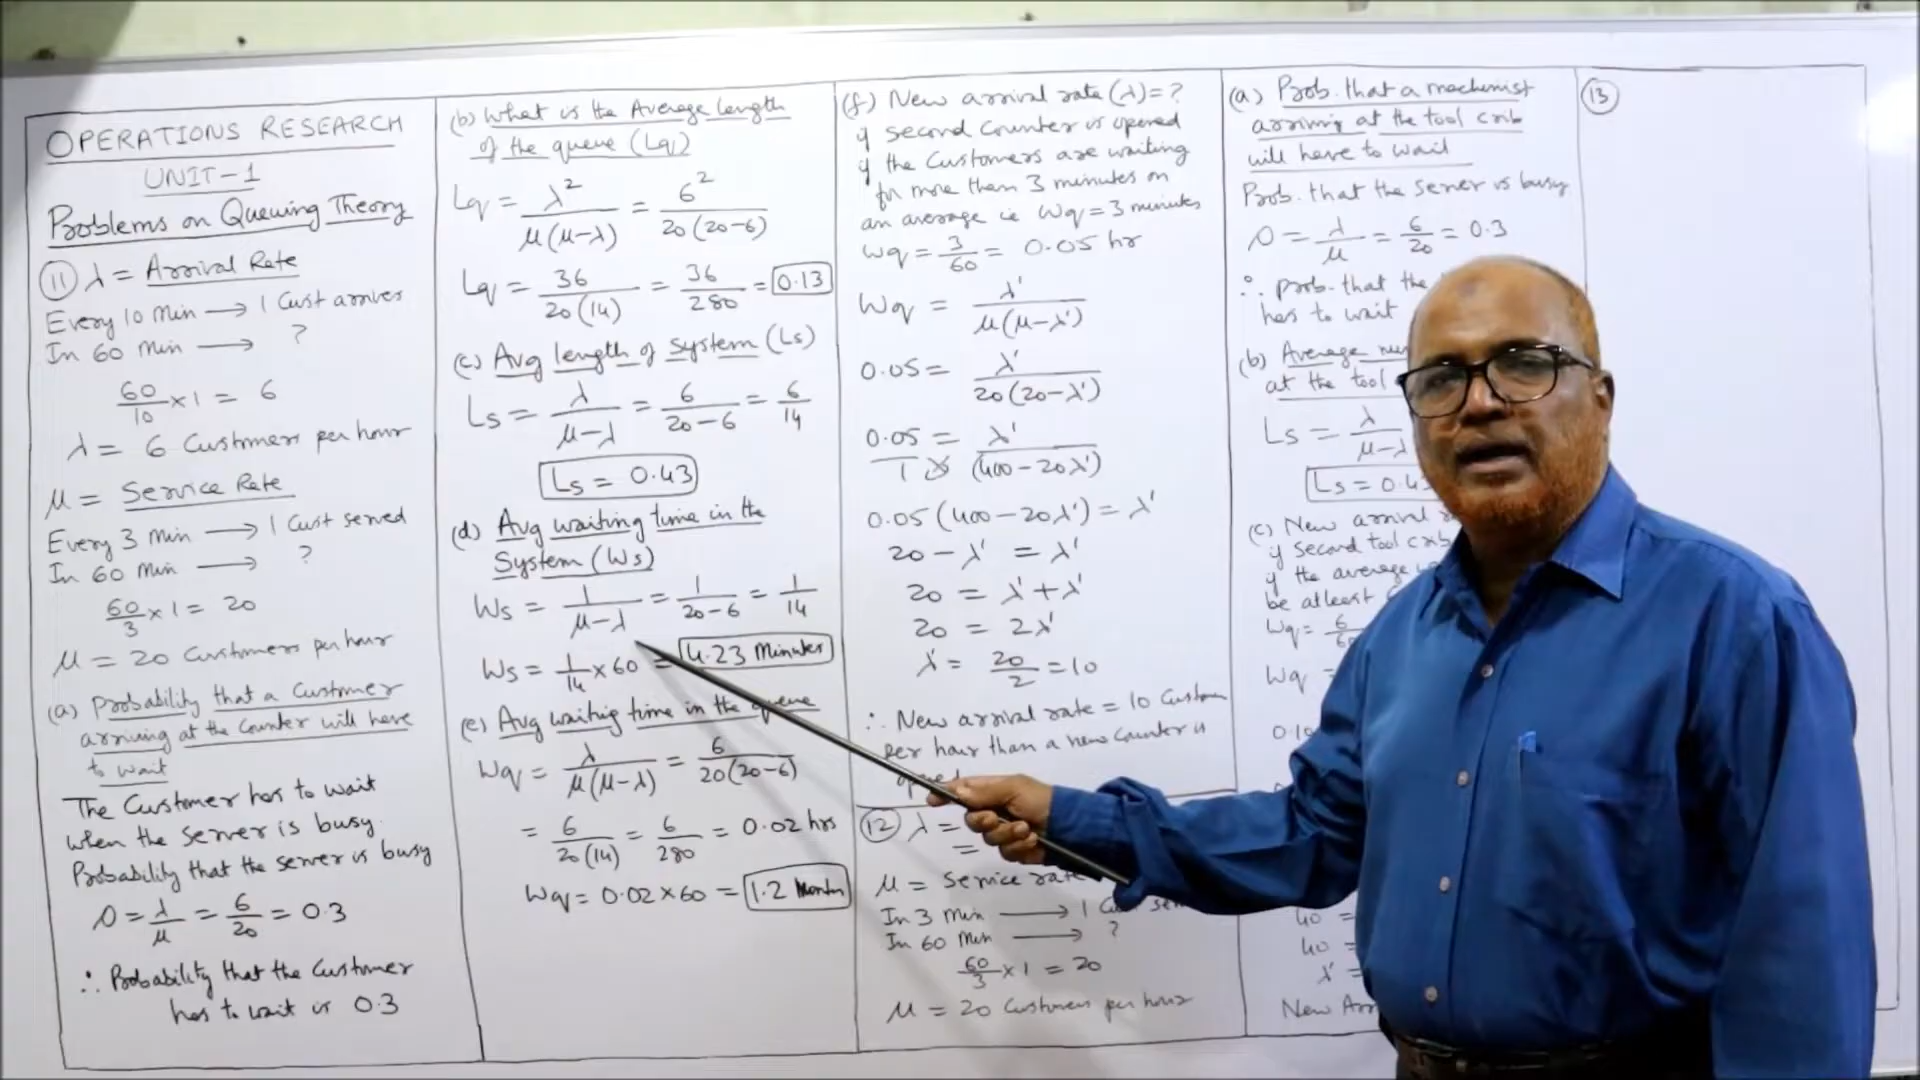 OPERATIONS RESEARCH
UNIT-1
Problems on Queuing Theory
(11) λ = Arrival Rate
Every 10 Min → 1 Cust arrives
In 60 Min → ?
60/10 × 1 = 6
λ = 6 Customers per hour
μ = Service Rate
Every 3 Min → 1 Cust served
In 60 Min → ?
60/3 × 1 = 20
μ = 20 Customers per hour
(a) Probability that a Customer
arriving at the Counter will have
to wait
The Customer has to wait
when the server is busy.
Probability that the server is busy
ρ = λ/μ = 6/20 = 0.3
∴ Probability that the Customer
has to wait is 0.3
(b) What is the Average length
of the queue (Lq)
Lq = λ²/μ(μ-λ) = 6²/20(20-6)
Lq = 36/20(14) = 36/280 = 0.13
(c) Avg length of system (Ls)
Ls = λ/μ-λ = 6/20-6 = 6/14
Ls = 0.43
(d) Avg waiting time in the
System (Ws)
Ws = 1/μ-λ = 1/20-6 = 1/14
Ws = 1/14 × 60 = 4.23 Minutes
(e) Avg waiting time in the queue
Wq = λ/μ(μ-λ) = 6/20(20-6)
= 6/20(14) = 6/280 = 0.02 hrs
Wq = 0.02 × 60 = 1.2
(f) New arrival rate (λ) = ?
if second Counter is opened
if the Customers are waiting
for more than 3 minutes on
an average ie Wq = 3 minutes
Wq = 3/60 = 0.05 hr
Wq = λ'/μ(μ-λ')
0.05 = λ'/20(20-λ')
0.05/1 = λ'/(400-20λ')
0.05 (400-20λ') = λ'
20 - λ' = λ'
20 = λ' + λ'
20 = 2λ'
λ' = 20/2 = 10
∴ New arrival rate = 10 Custom
per hour than a new counter is
(12) λ =
=
μ = Service rate
In 3 Min → 1
In 60 Min → ?
60/3 × 1 = 20
μ = 20 Customers per hour
(a) Prob. that a machinist
arriving at the tool crib
will have to wait
Prob. that the server is busy
ρ = λ/μ = 6/20 = 0.3
∴ prob. that the
has to wait
(b) Average
at the tool
Ls = λ/μ-λ
Ls = 0.43
(c) New arrival
if second tool crib
if the average
be atleast
Wq = 6/60
Wq =
0.10
40 =
40 =
λ' =
New
(13)